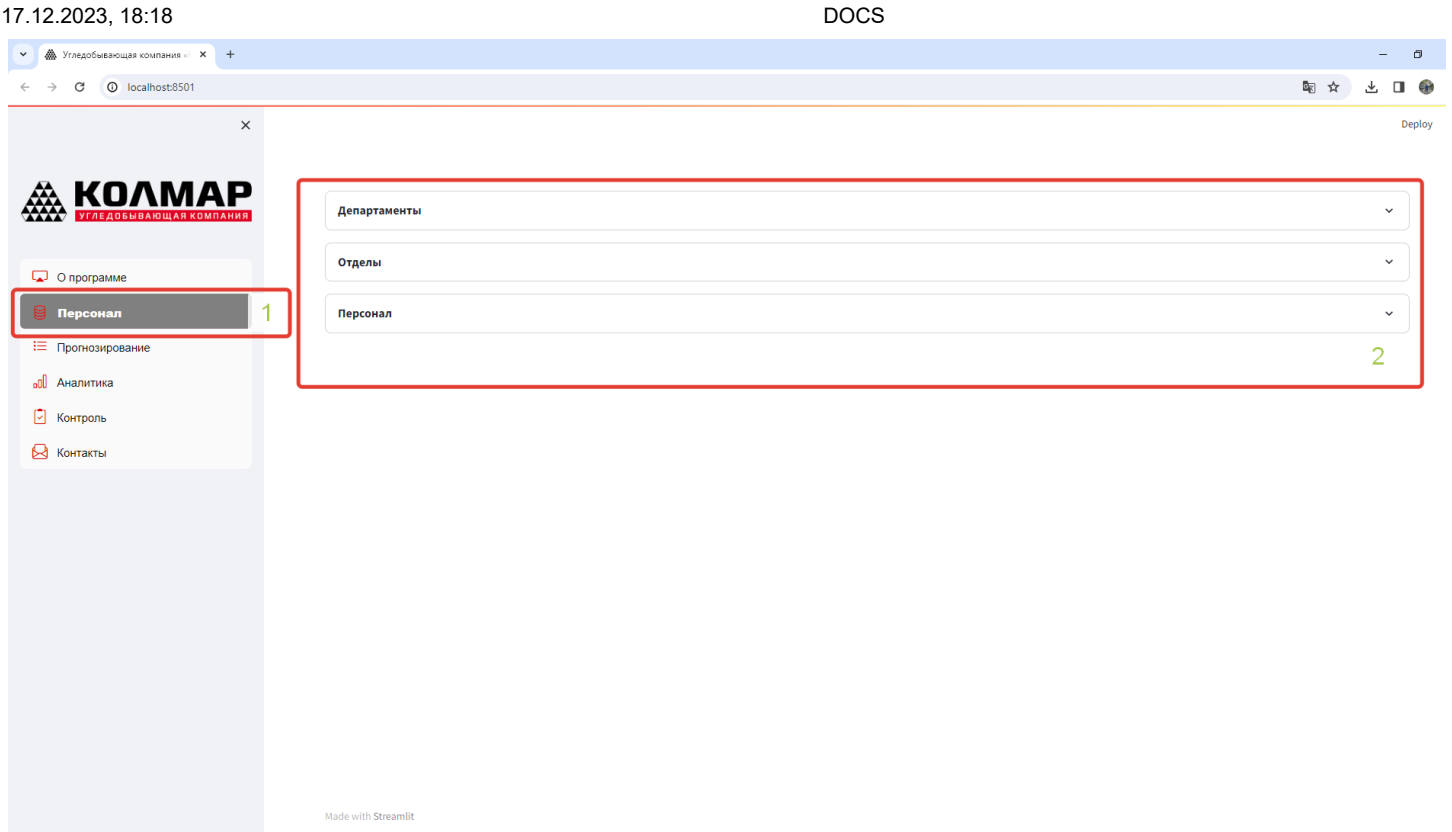 17.12.2023, 18:18 DOCS
Угледобывающая компания «
localhost:8501
Deploy
КОЛМАР
УГЛЕДОБЫВАЮЩАЯ КОМПАНИЯ
О программе
Персонал 1
Прогнозирование
Аналитика
Контроль
Контакты
Департаменты
Отделы
Персонал
2
Made with Streamlit